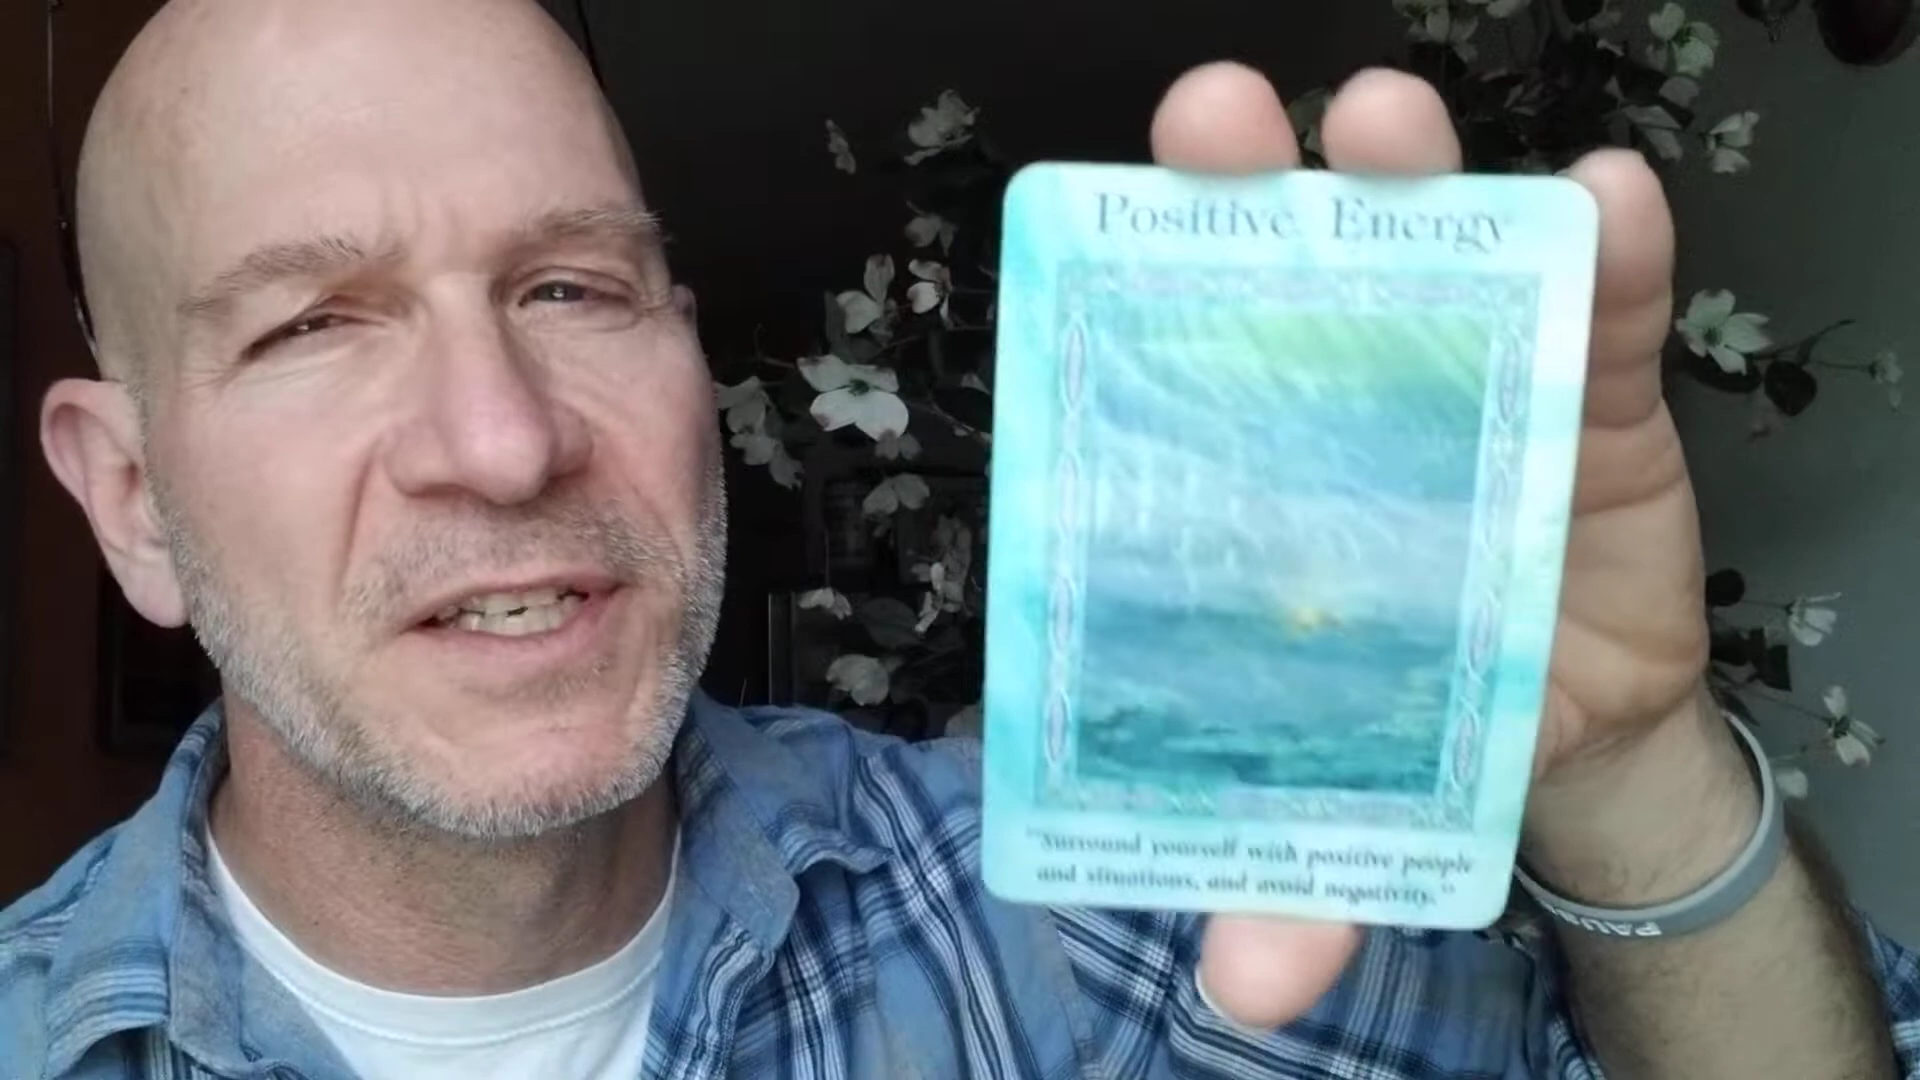 Positive Energy
"Surround yourself with positive people
and situations, and avoid negativity."